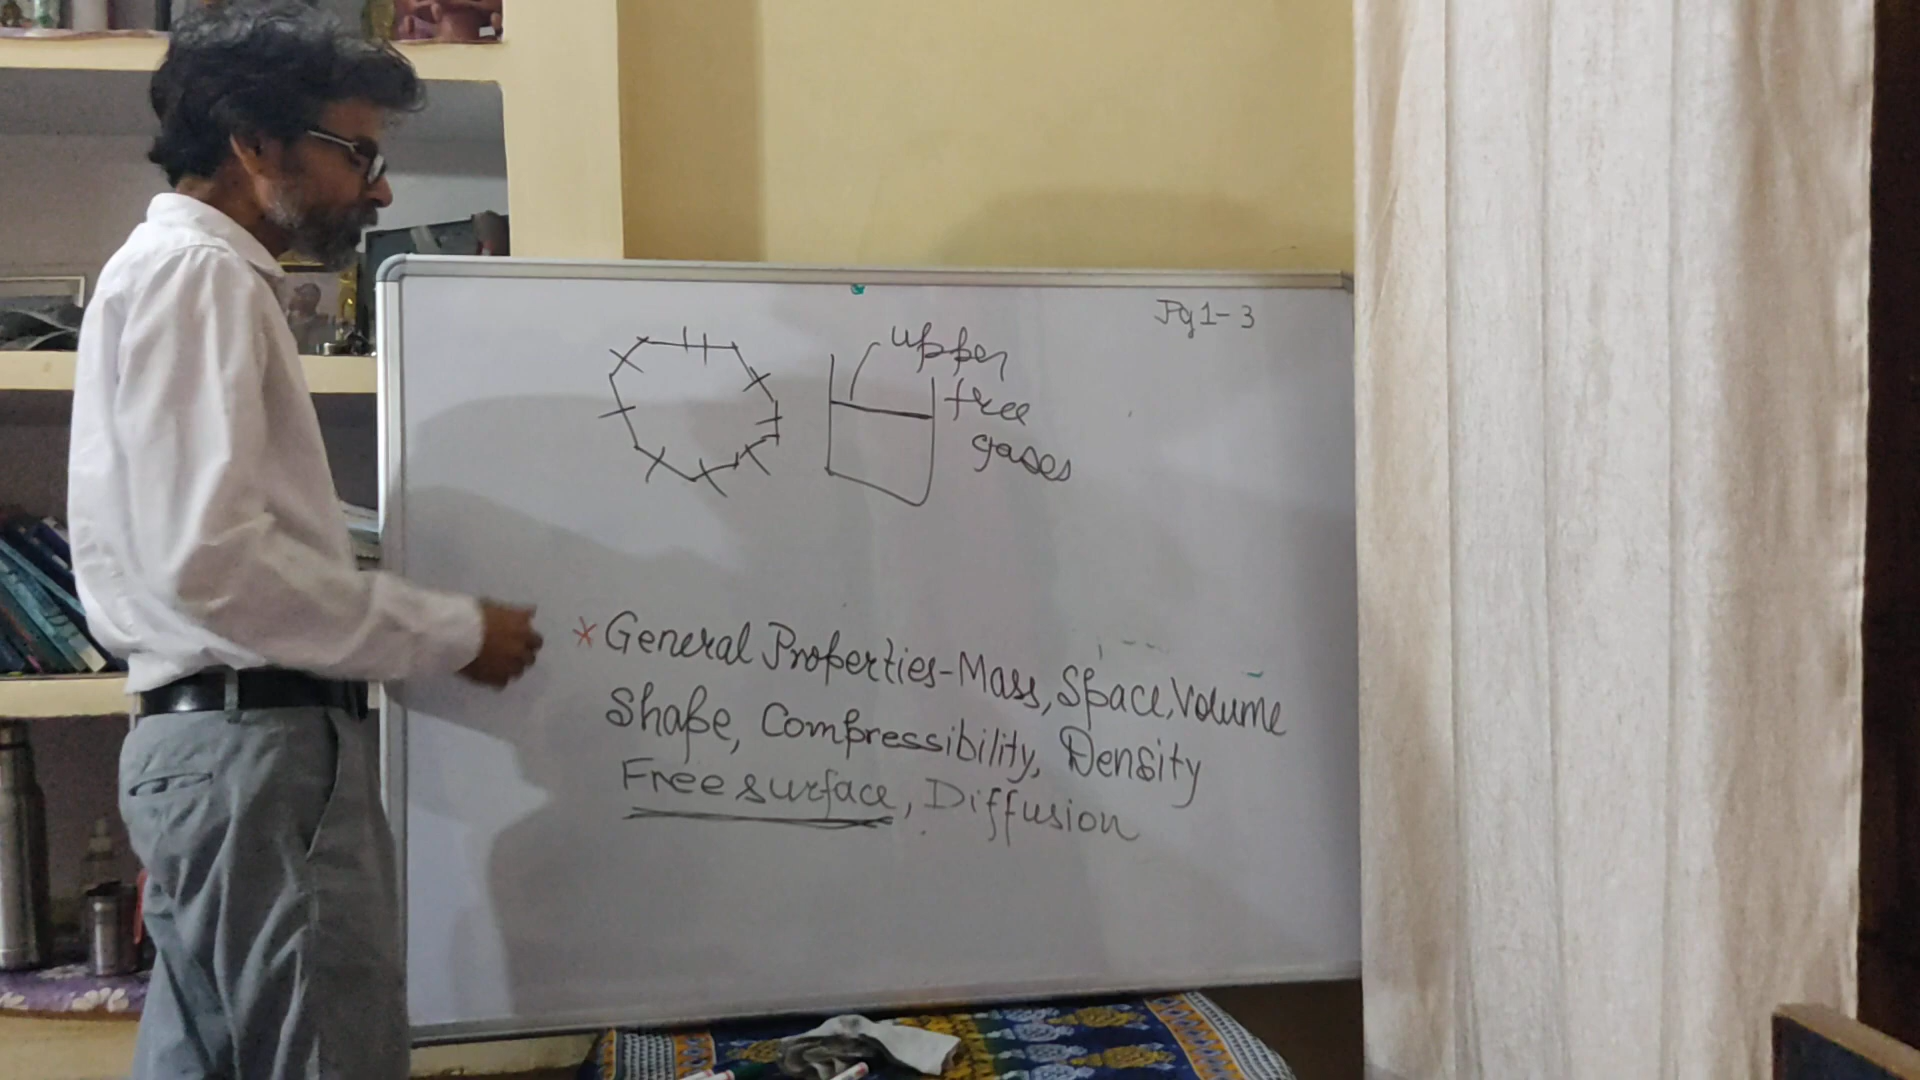 Pg 1-3
upper
free
gases
* General Properties-Mass, Space, Volume
Shape, Compressibility, Density
Free surface, Diffusion